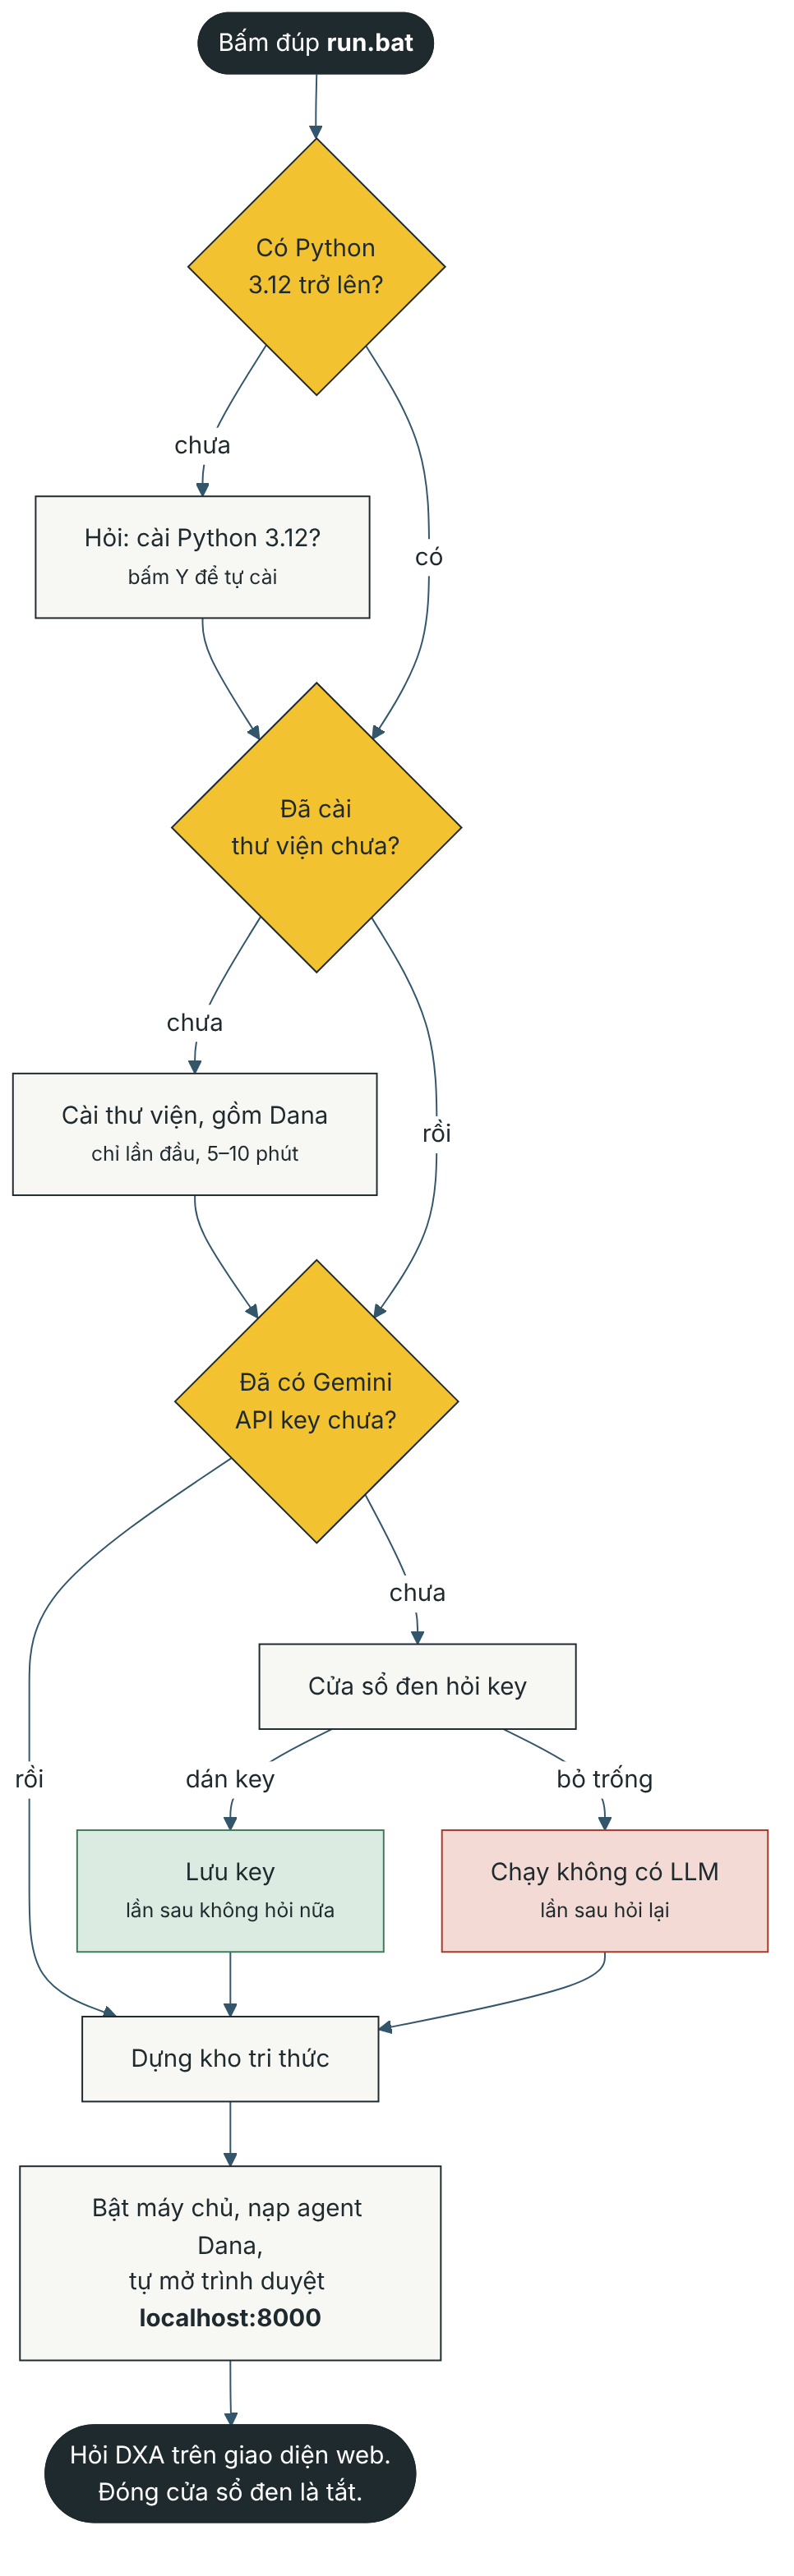 Bấm đúp run.bat
Có Python
3.12 trở lên?
chưa
có
Hỏi: cài Python 3.12?
bấm Y để tự cài
Đã cài
thư viện chưa?
chưa
rồi
Cài thư viện, gồm Dana
chỉ lần đầu, 5–10 phút
Đã có Gemini
API key chưa?
chưa
Cửa sổ đen hỏi key
rồi
dán key
bỏ trống
Lưu key
lần sau không hỏi nữa
Chạy không có LLM
lần sau hỏi lại
Dựng kho tri thức
Bật máy chủ, nạp agent
Dana,
tự mở trình duyệt
localhost:8000
Hỏi DXA trên giao diện web.
Đóng cửa sổ đen là tắt.